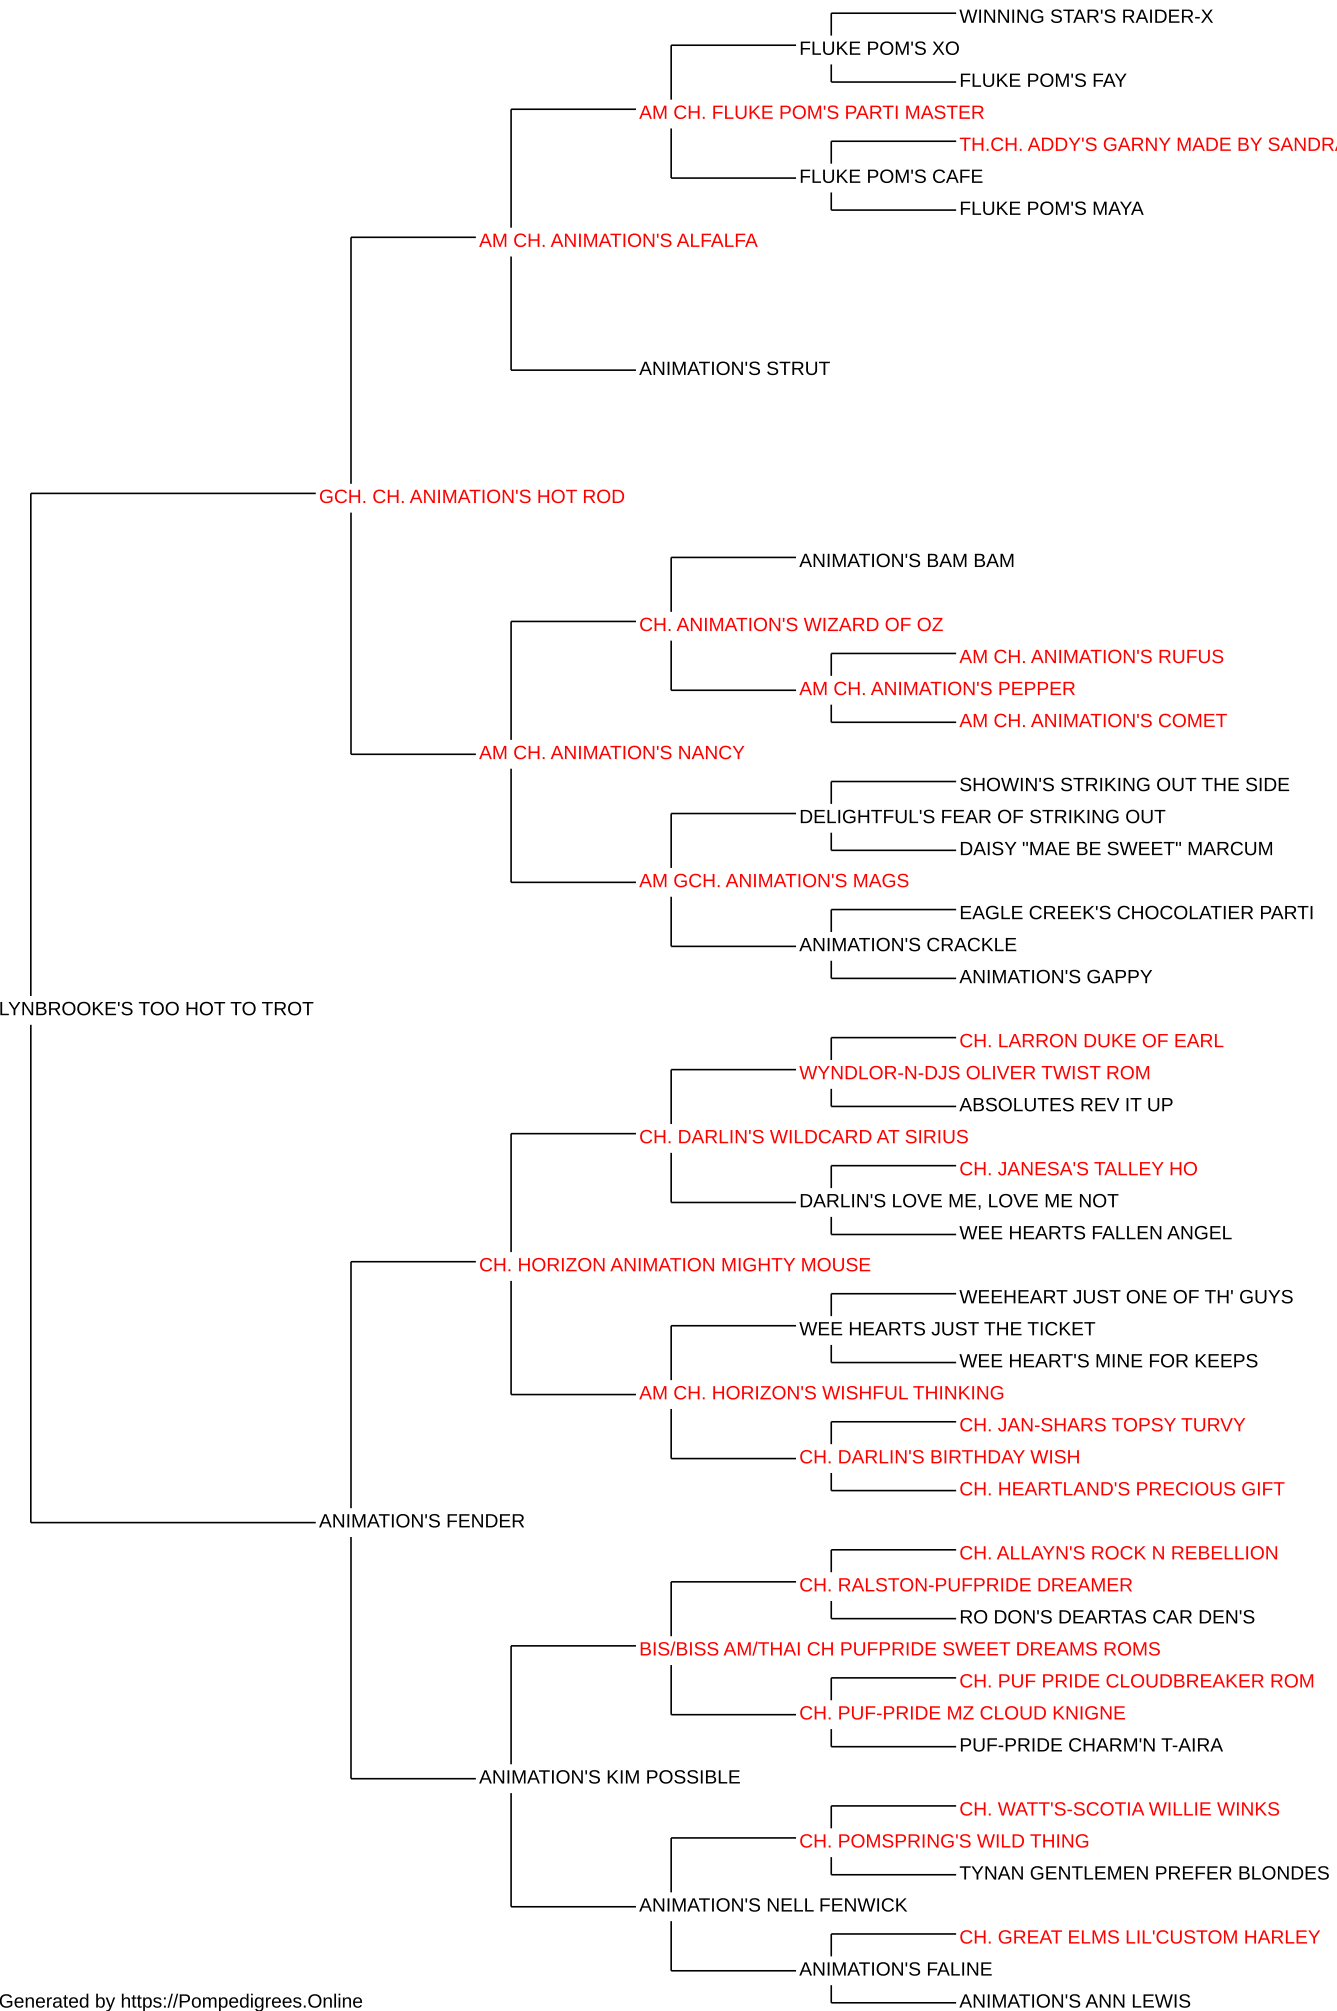 WINNING STAR'S RAIDER-X
FLUKE POM'S XO
FLUKE POM'S FAY
AM CH. FLUKE POM'S PARTI MASTER
TH.CH. ADDY'S GARNY MADE BY SANDRA
FLUKE POM'S CAFE
FLUKE POM'S MAYA
AM CH. ANIMATION'S ALFALFA
ANIMATION'S STRUT
GCH. CH. ANIMATION'S HOT ROD
ANIMATION'S BAM BAM
CH. ANIMATION'S WIZARD OF OZ
AM CH. ANIMATION'S RUFUS
AM CH. ANIMATION'S PEPPER
AM CH. ANIMATION'S COMET
AM CH. ANIMATION'S NANCY
SHOWIN'S STRIKING OUT THE SIDE
DELIGHTFUL'S FEAR OF STRIKING OUT
DAISY "MAE BE SWEET" MARCUM
AM GCH. ANIMATION'S MAGS
EAGLE CREEK'S CHOCOLATIER PARTI
ANIMATION'S CRACKLE
ANIMATION'S GAPPY
LYNBROOKE'S TOO HOT TO TROT
CH. LARRON DUKE OF EARL
WYNDLOR-N-DJS OLIVER TWIST ROM
ABSOLUTES REV IT UP
CH. DARLIN'S WILDCARD AT SIRIUS
CH. JANESA'S TALLEY HO
DARLIN'S LOVE ME, LOVE ME NOT
WEE HEARTS FALLEN ANGEL
CH. HORIZON ANIMATION MIGHTY MOUSE
WEEHEART JUST ONE OF TH' GUYS
WEE HEARTS JUST THE TICKET
WEE HEART'S MINE FOR KEEPS
AM CH. HORIZON'S WISHFUL THINKING
CH. JAN-SHARS TOPSY TURVY
CH. DARLIN'S BIRTHDAY WISH
CH. HEARTLAND'S PRECIOUS GIFT
ANIMATION'S FENDER
CH. ALLAYN'S ROCK N REBELLION
CH. RALSTON-PUFPRIDE DREAMER
RO DON'S DEARTAS CAR DEN'S
BIS/BISS AM/THAI CH PUFPRIDE SWEET DREAMS ROMS
CH. PUF PRIDE CLOUDBREAKER ROM
CH. PUF-PRIDE MZ CLOUD KNIGNE
PUF-PRIDE CHARM'N T-AIRA
ANIMATION'S KIM POSSIBLE
CH. WATT'S-SCOTIA WILLIE WINKS
CH. POMSPRING'S WILD THING
TYNAN GENTLEMEN PREFER BLONDES
ANIMATION'S NELL FENWICK
CH. GREAT ELMS LIL'CUSTOM HARLEY
ANIMATION'S FALINE
ANIMATION'S ANN LEWIS
Generated by https://Pompedigrees.Online